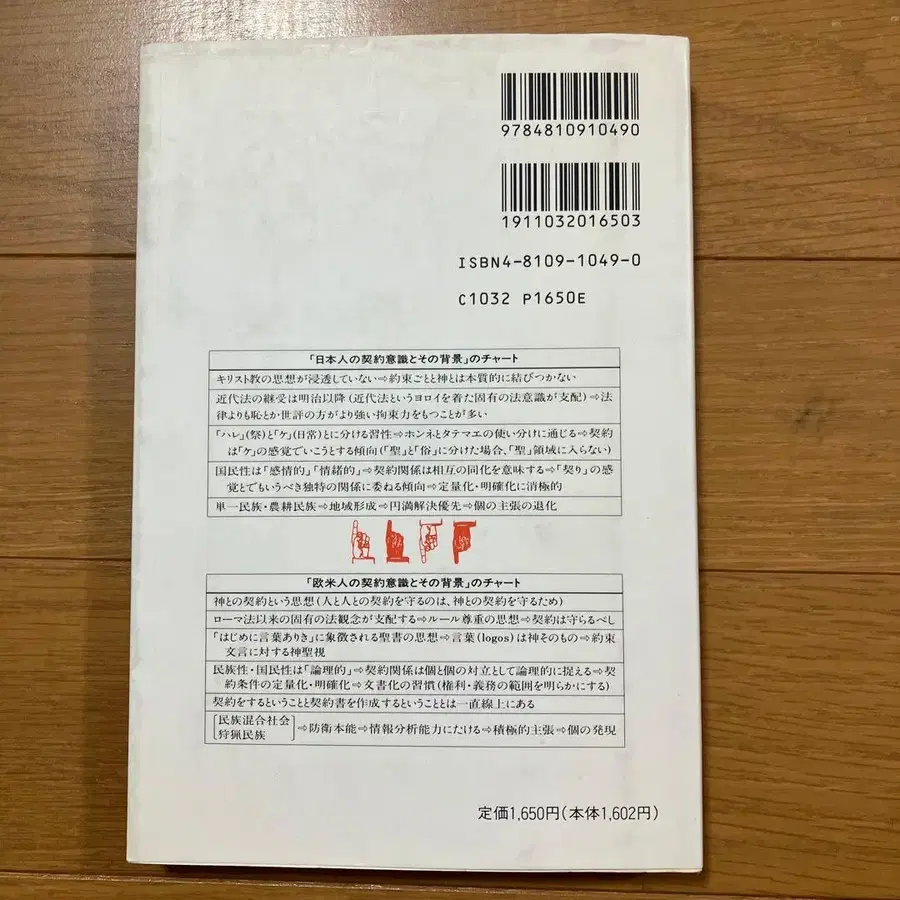 9784810910490
1911032016503
ISBN4-8109-1049-0
C1032 P1650E
「日本人の契約意識とその背景」のチャート
キリスト教の思想が浸透していない⇨約束ごとと神とは本質的に結びつかない
近代法の継受は明治以降(近代法というヨロイを着た固有の法意識が支配)⇨法
律よりも恥とか世評の方がより強い拘束力をもつことが多い
「ハレ」(祭)と「ケ」(日常)とに分ける習性⇨ホンネとタテマエの使い分けに通じる⇨契約
は「ケ」の感覚でいこうとする傾向(「聖」と「俗」に分けた場合、「聖」領域に入らない)
国民性は「感情的」「情緒的」⇨契約関係は相互の同化を意味する⇨「契り」の感
覚とでもいうべき独特の関係に委ねる傾向⇨定量化・明確化に消極的
単一民族・農耕民族⇨地域形成⇨円満解決優先⇨個の主張の退化
「欧米人の契約意識とその背景」のチャート
神との契約という思想(人と人との契約を守るのは、神との契約を守るため)
ローマ法以来の固有の法観念が支配する⇨ルール尊重の思想⇨契約は守らるべし
「はじめに言葉ありき」に象徴される聖書の思想⇨言葉(logos)は神そのもの⇨約束
文言に対する神聖視
民族性・国民性は「論理的」⇨契約関係は個と個の対立として論理的に捉える⇨契
約条件の定量化・明確化⇨文書化の習慣(権利・義務の範囲を明らかにする)
契約をするということと契約書を作成するということとは一直線上にある
民族混合社会
狩猟民族
⇨防衛本能⇨情報分析能力にたける⇨積極的主張⇨個の発現
定価1,650円(本体1,602円)